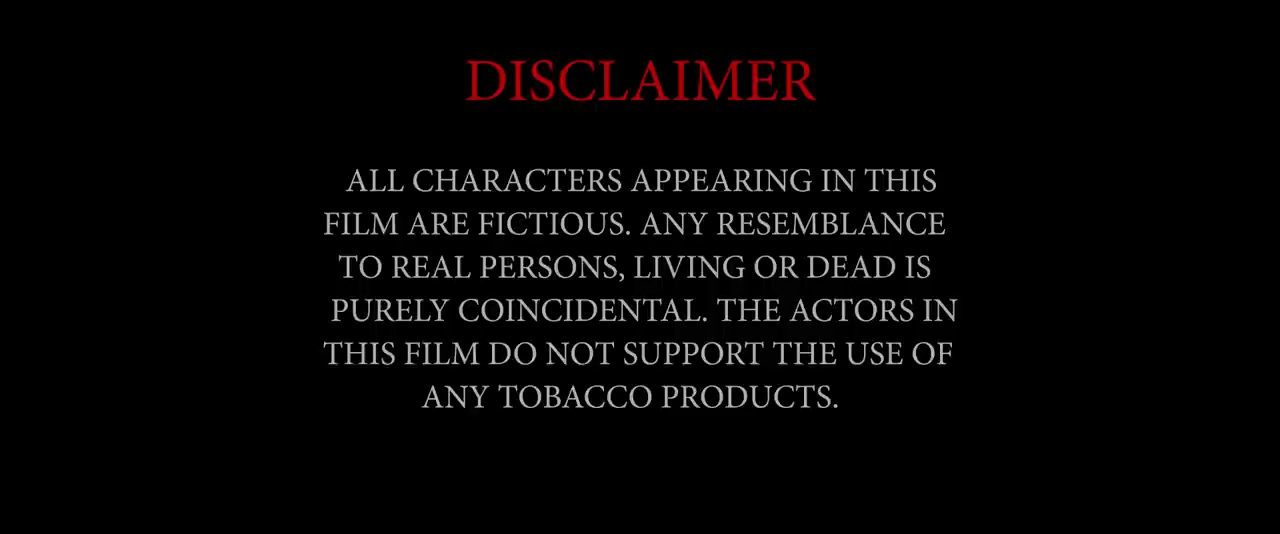 DISCLAIMER
ALL CHARACTERS APPEARING IN THIS
FILM ARE FICTIOUS. ANY RESEMBLANCE
TO REAL PERSONS, LIVING OR DEAD IS
PURELY COINCIDENTAL. THE ACTORS IN
THIS FILM DO NOT SUPPORT THE USE OF
ANY TOBACCO PRODUCTS.